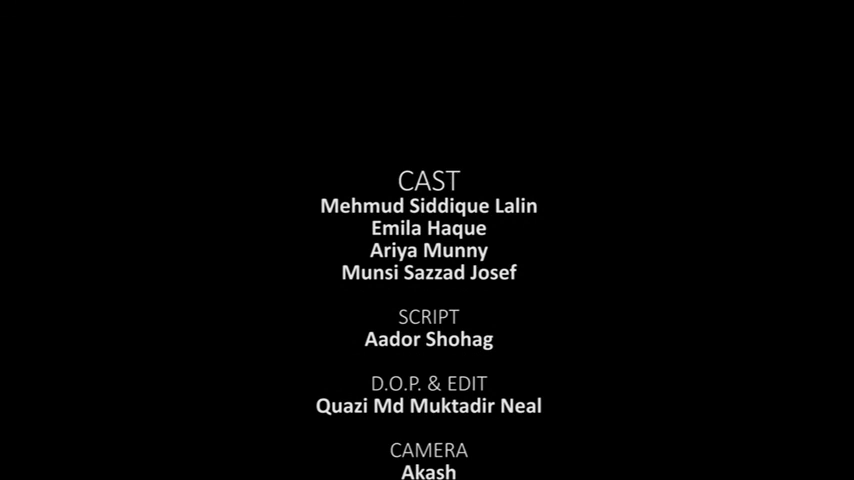 CAST
Mehmud Siddique Lalin
Emila Haque
Ariya Munny
Munsi Sazzad Josef
SCRIPT
Aador Shohag
D.O.P. & EDIT
Quazi Md Muktadir Neal
CAMERA
Akash